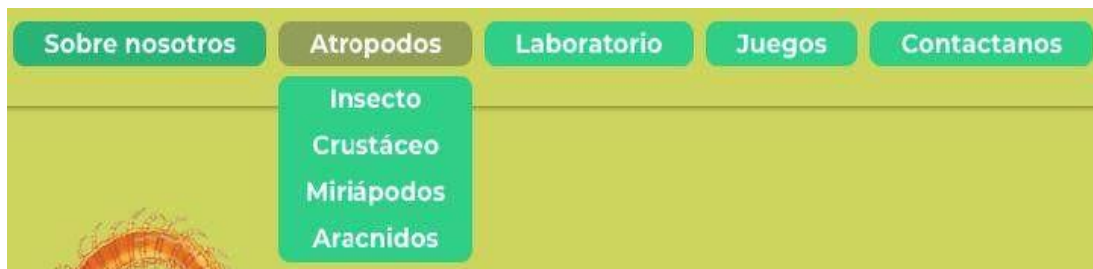 Sobre nosotros
Atropodos
Laboratorio
Juegos
Contactanos
Insecto
Crustáceo
Miriápodos
Aracnidos